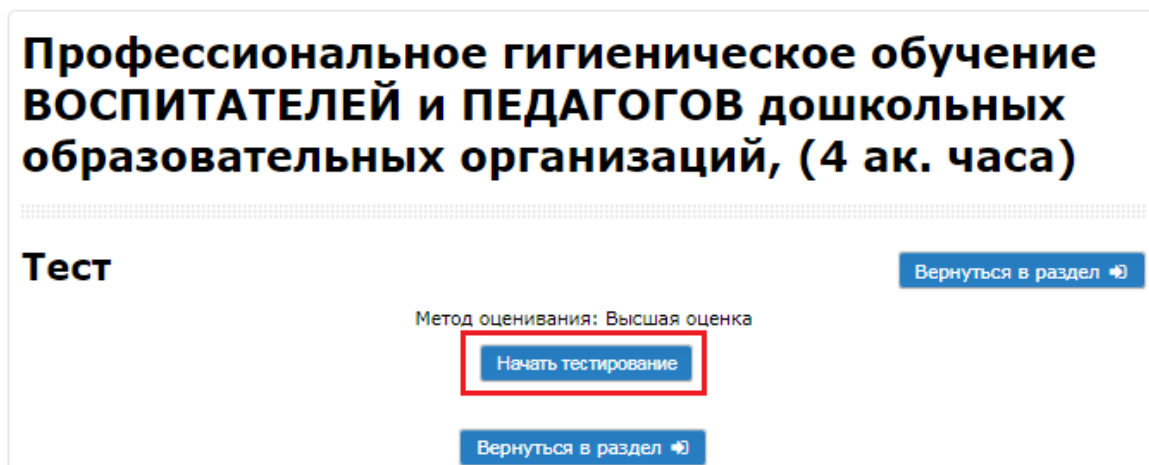 Профессиональное гигиеническое обучение
ВОСПИТАТЕЛЕЙ и ПЕДАГОГОВ дошкольных
образовательных организаций, (4 ак. часа)
Тест
Вернуться в раздел
Метод оценивания: Высшая оценка
Начать тестирование
Вернуться в раздел